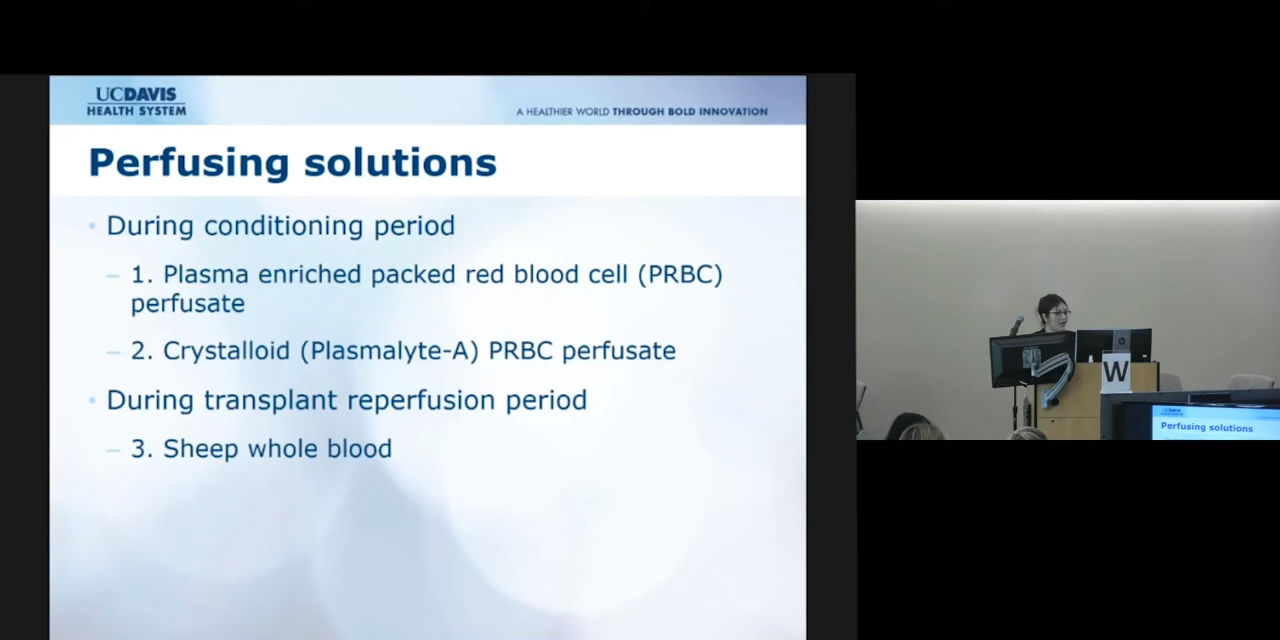 UCDAVIS
HEALTH SYSTEM
A HEALTHIER WORLD THROUGH BOLD INNOVATION
Perfusing solutions
• During conditioning period
– 1. Plasma enriched packed red blood cell (PRBC)
perfusate
– 2. Crystalloid (Plasmalyte-A) PRBC perfusate
• During transplant reperfusion period
– 3. Sheep whole blood
W
Perfusing solutions